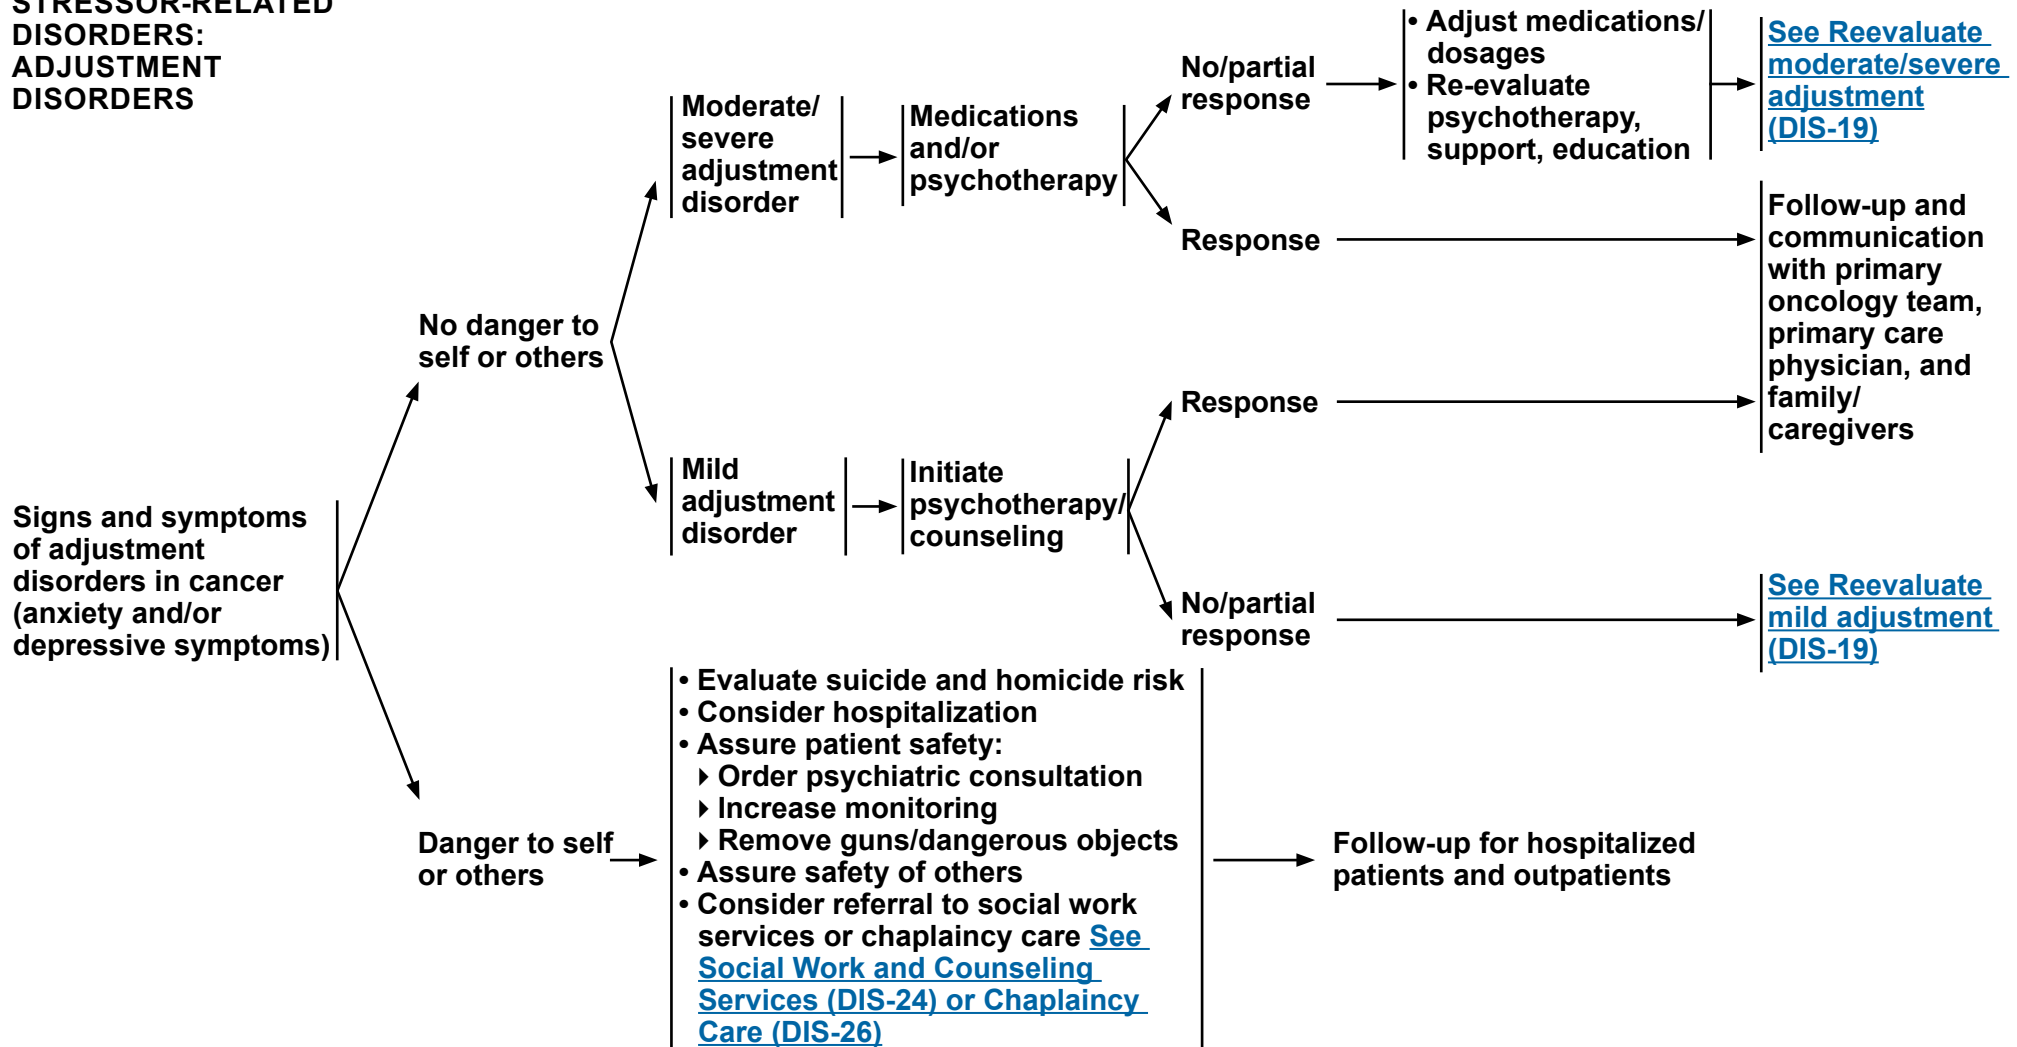 STRESSOR-RELATED
DISORDERS:
ADJUSTMENT
DISORDERS
Signs and symptoms
of adjustment
disorders in cancer
(anxiety and/or
depressive symptoms)
No danger to
self or others
Moderate/
severe
adjustment
disorder
Medications
and/or
psychotherapy
No/partial
response
• Adjust medications/
dosages
• Re-evaluate
psychotherapy,
support, education
See Reevaluate
moderate/severe
adjustment
(DIS-19)
Response
Follow-up and
communication
with primary
oncology team,
primary care
physician, and
family/
caregivers
Mild
adjustment
disorder
Initiate
psychotherapy/
counseling
Response
No/partial
response
See Reevaluate
mild adjustment
(DIS-19)
Danger to self
or others
• Evaluate suicide and homicide risk
• Consider hospitalization
• Assure patient safety:
▸ Order psychiatric consultation
▸ Increase monitoring
▸ Remove guns/dangerous objects
• Assure safety of others
• Consider referral to social work
services or chaplaincy care See
Social Work and Counseling
Services (DIS-24) or Chaplaincy
Care (DIS-26)
Follow-up for hospitalized
patients and outpatients